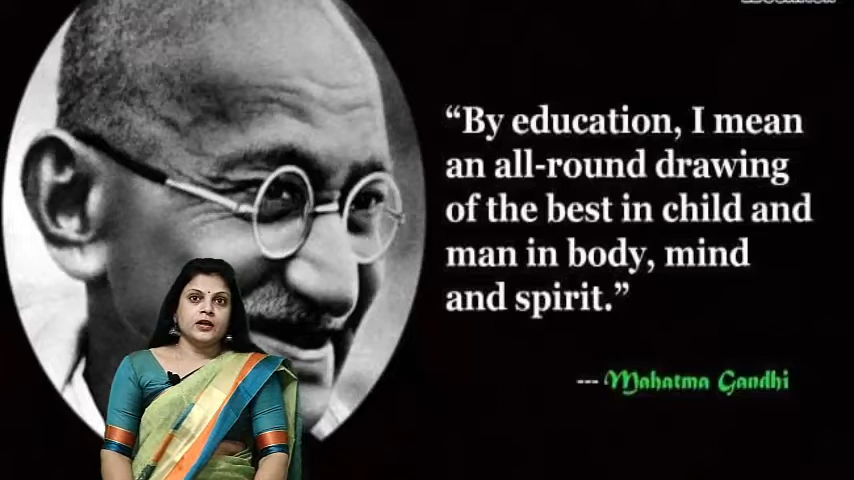 “By education, I mean
an all-round drawing
of the best in child and
man in body, mind
and spirit.”
--- Mahatma Gandhi